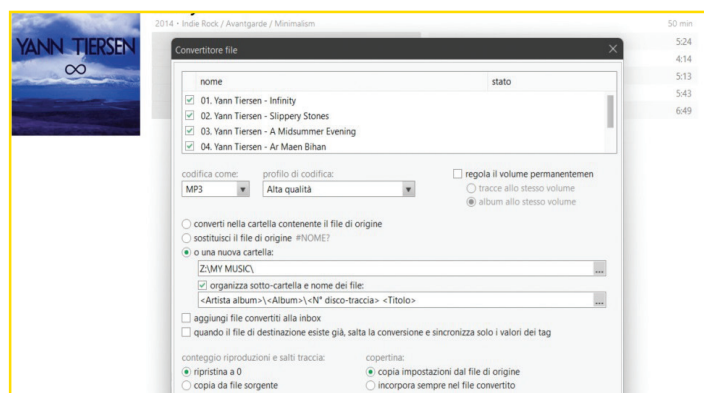 2014 • Indie Rock / Avantgarde / Minimalism
50 min
YANN TIERSEN
∞
5:24
4:14
5:13
5:43
6:49
Convertitore file
nome stato
01. Yann Tiersen - Infinity
02. Yann Tiersen - Slippery Stones
03. Yann Tiersen - A Midsummer Evening
04. Yann Tiersen - Ar Maen Bihan
codifica come: profilo di codifica:
MP3 Alta qualità
regola il volume permanentemen
tracce allo stesso volume
album allo stesso volume
converti nella cartella contenente il file di origine
sostituisci il file di origine #NOME?
o una nuova cartella:
Z:\MY MUSIC\
...
organizza sotto-cartella e nome dei file:
<Artista album>\<Album>\<N° disco-traccia> <Titolo>
...
aggiungi file convertiti alla inbox
quando il file di destinazione esiste già, salta la conversione e sincronizza solo i valori dei tag
conteggio riproduzioni e salti traccia: copertina:
ripristina a 0 copia impostazioni dal file di origine
copia da file sorgente incorpora sempre nel file convertito